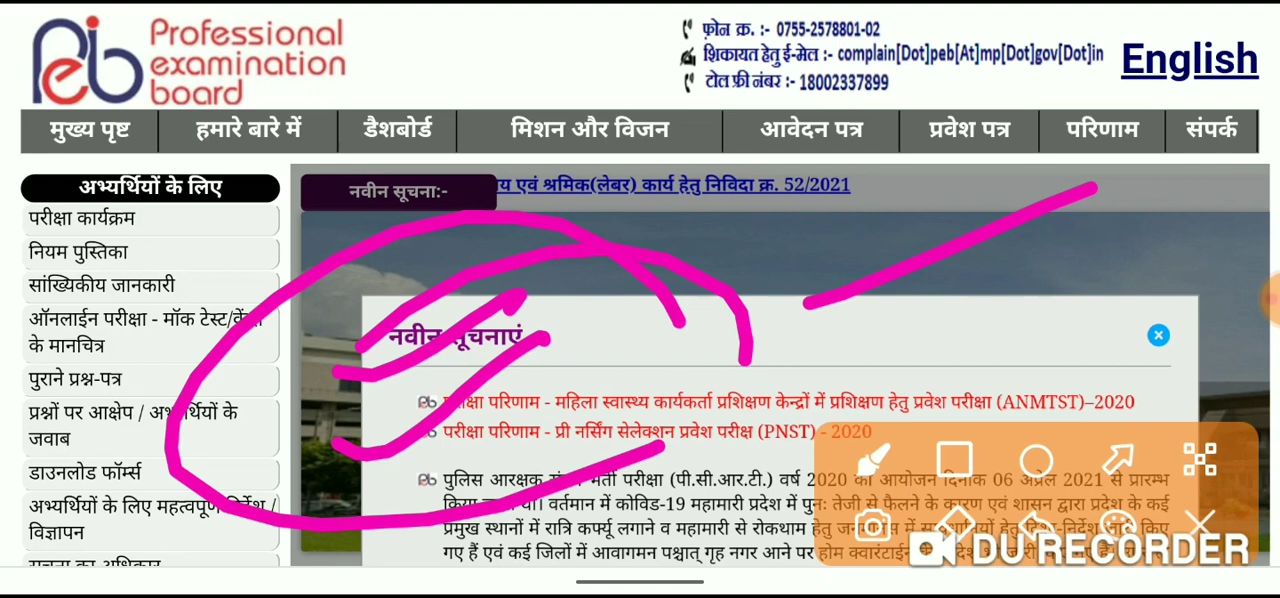 Professional
examination
board
फ़ोन क्र. :- 0755-2578801-02
शिकायत हेतु ई-मेल :- complain[Dot]peb[At]mp[Dot]gov[Dot]in
टोल फ्री नंबर :- 18002337899
English
मुख्य पृष्ट हमारे बारे में डैशबोर्ड मिशन और विजन आवेदन पत्र प्रवेश पत्र परिणाम संपर्क
अभ्यर्थियों के लिए
परीक्षा कार्यक्रम
नियम पुस्तिका
सांख्यिकीय जानकारी
ऑनलाईन परीक्षा - मॉक टेस्ट/केंद्रों
के मानचित्र
पुराने प्रश्न-पत्र
प्रश्नों पर आक्षेप / अभ्यर्थियों के
जवाब
डाउनलोड फॉर्म्स
अभ्यर्थियों के लिए महत्वपूर्ण निर्देश /
विज्ञापन
नवीन सूचना:-
एवं श्रमिक(लेबर) कार्य हेतु निविदा क्र. 52/2021
नवीन सूचनाएं
परीक्षा परिणाम - महिला स्वास्थ्य कार्यकर्ता प्रशिक्षण केन्द्रों में प्रशिक्षण हेतु प्रवेश परीक्षा (ANMTST)–2020
परीक्षा परिणाम - प्री नर्सिंग सेलेक्शन प्रवेश परीक्ष (PNST) - 2020
पुलिस आरक्षक भर्ती परीक्षा (पी.सी.आर.टी.) वर्ष 2020 का आयोजन दिनांक 06 अप्रैल 2021 से प्रारम्भ
किया था। वर्तमान में कोविड-19 महामारी प्रदेश में पुन: तेजी से फैलने के कारण एवं शासन द्वारा प्रदेश के कई
प्रमुख स्थानों में रात्रि कर्फ्यू लगाने व महामारी से रोकथाम हेतु में हेतु किए
गए हैं एवं कई जिलों में आवागमन पश्चात् गृह नगर आने पर होम
DU RECORDER